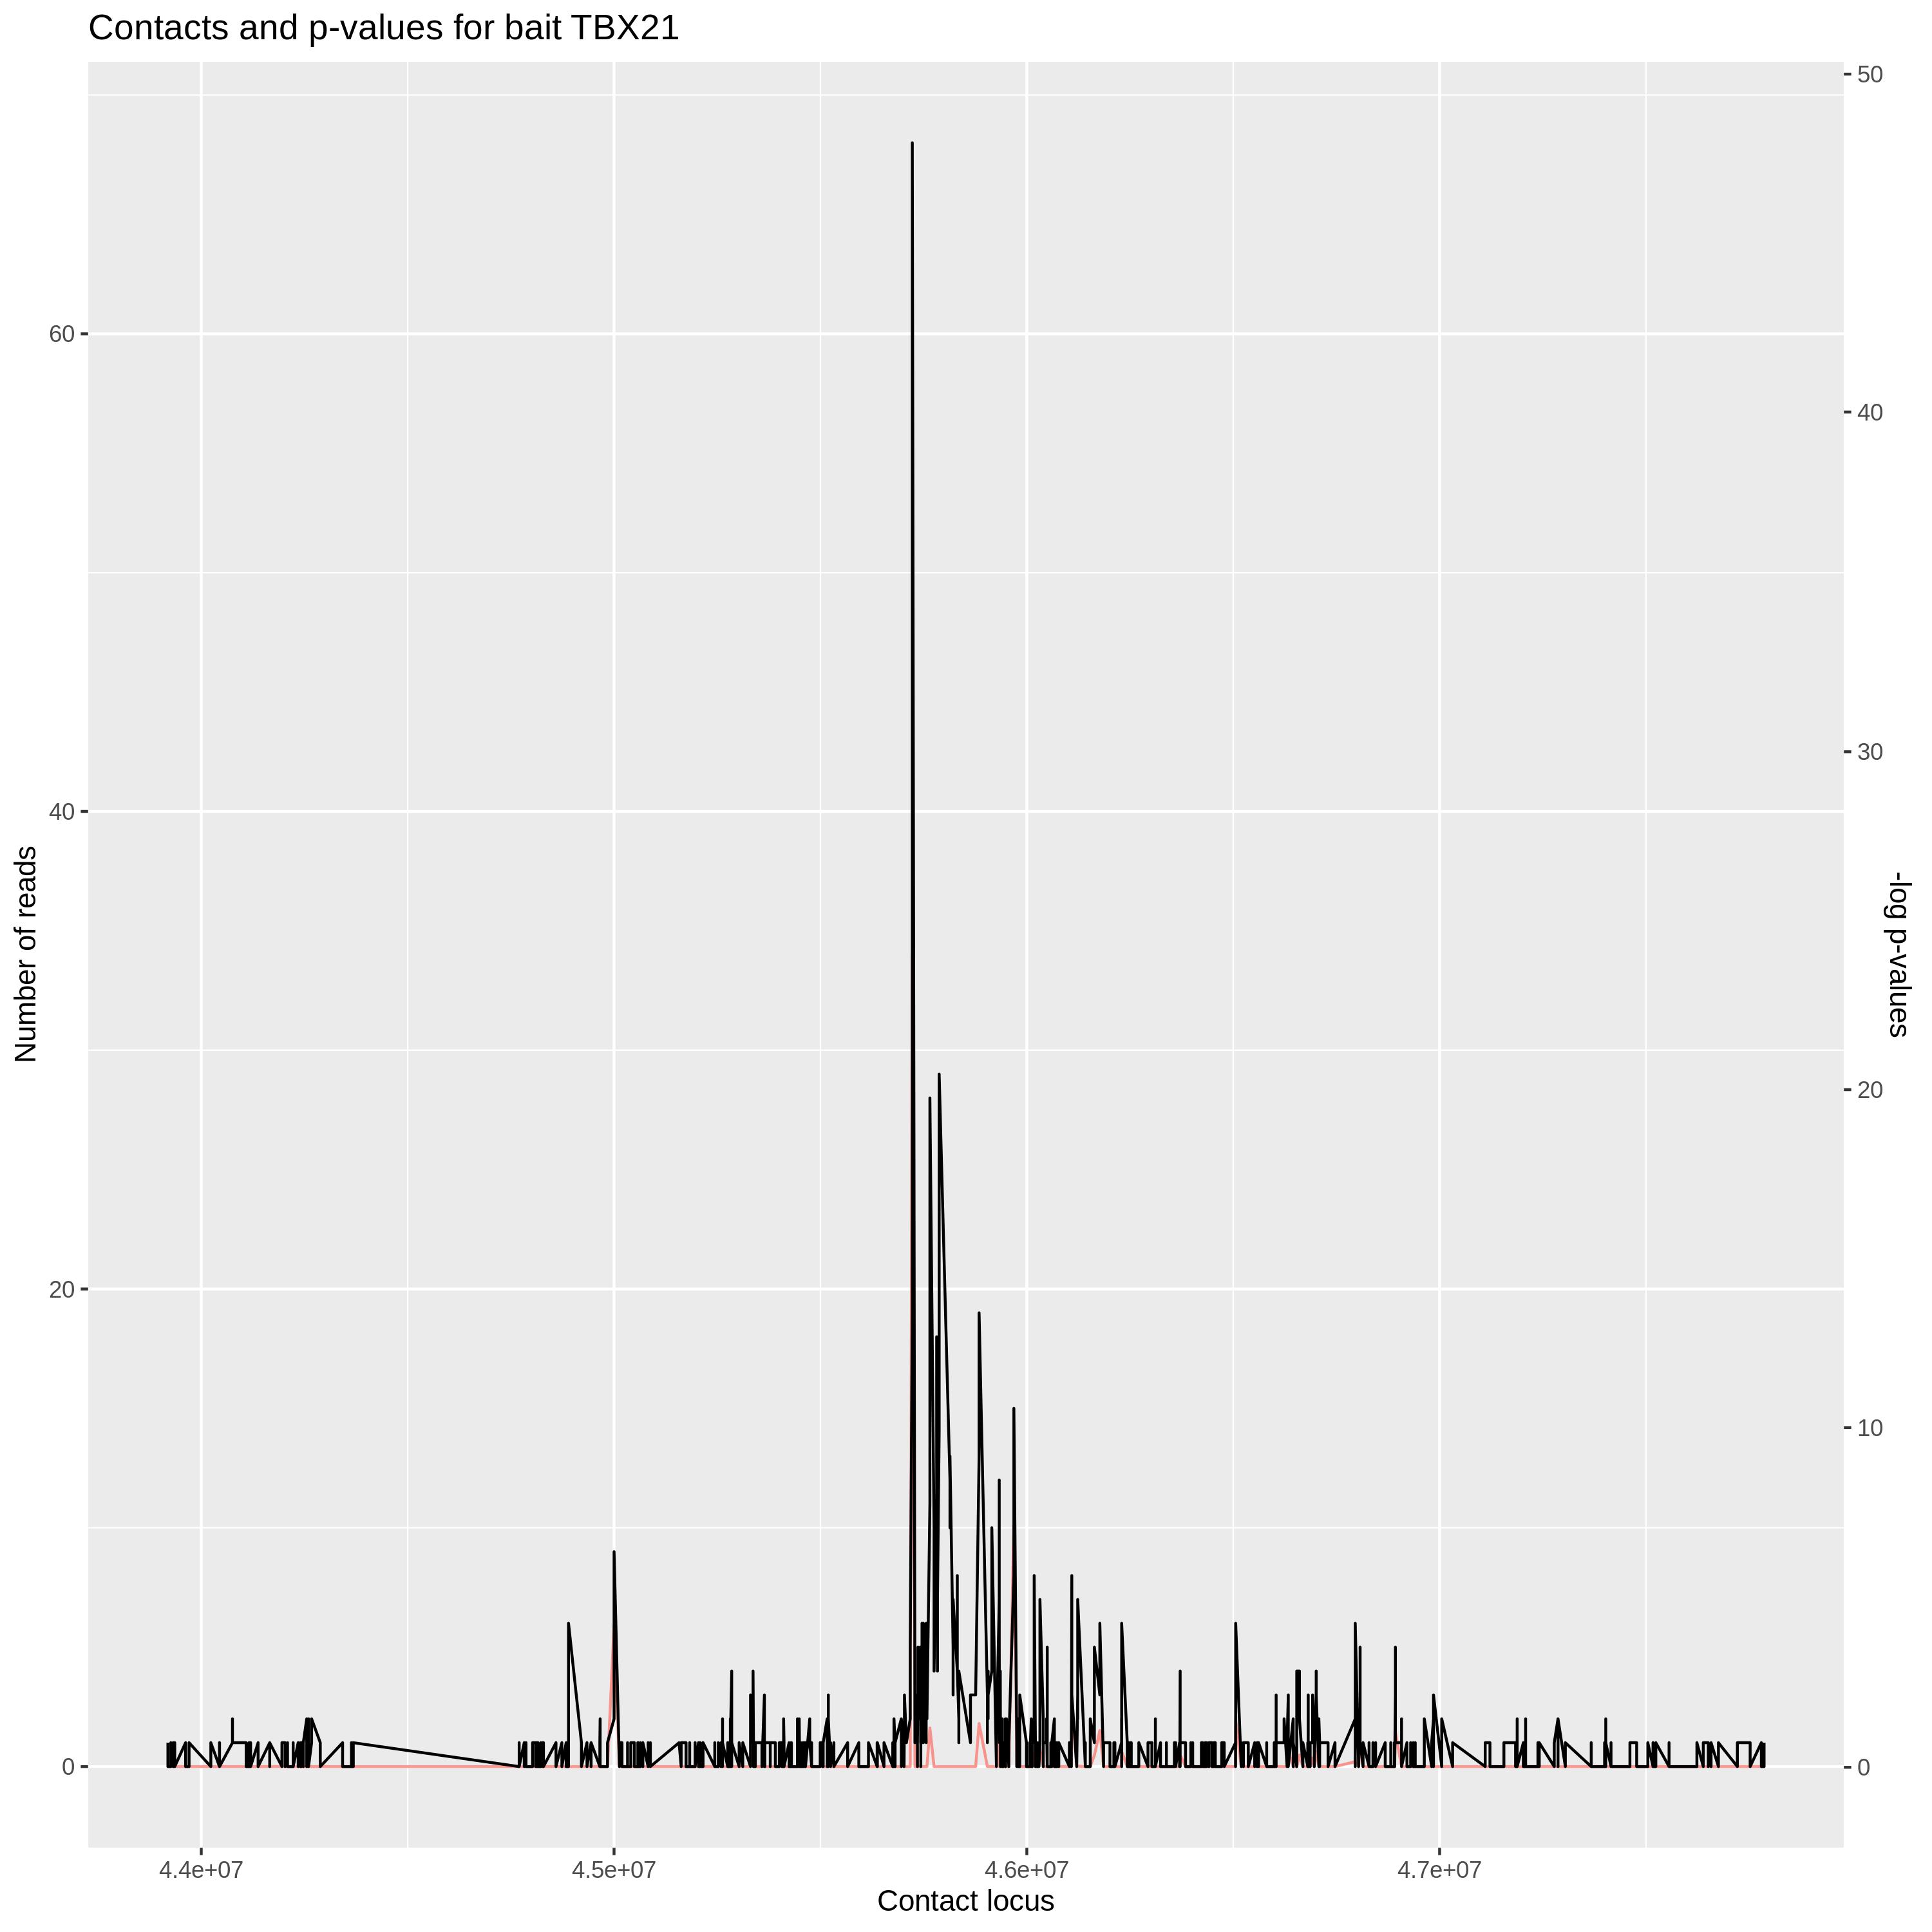 Contacts and p-values for bait TBX21
Number of reads
60
40
20
0
50
40
30
20
10
0
-log p-values
4.4e+07
4.5e+07
4.6e+07
4.7e+07
Contact locus